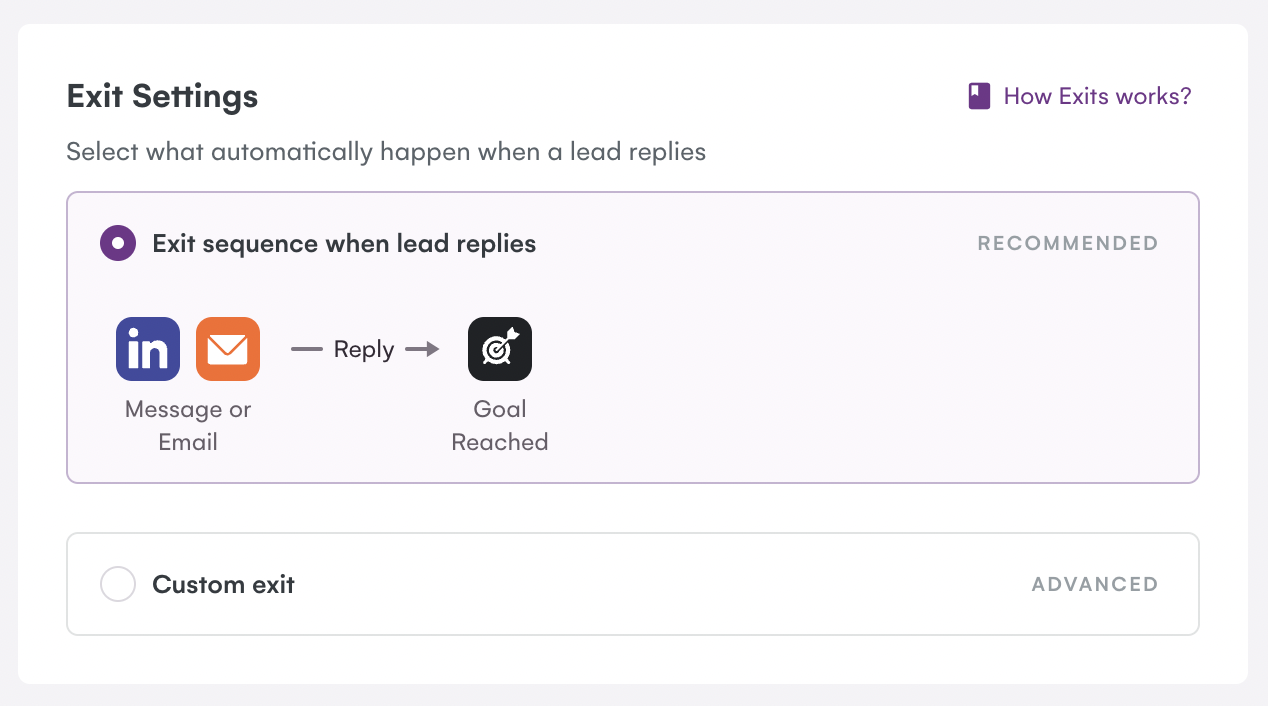 Exit Settings
How Exits works?
Select what automatically happen when a lead replies
Exit sequence when lead replies
RECOMMENDED
in
Reply
Message or
Email
Goal
Reached
Custom exit
ADVANCED